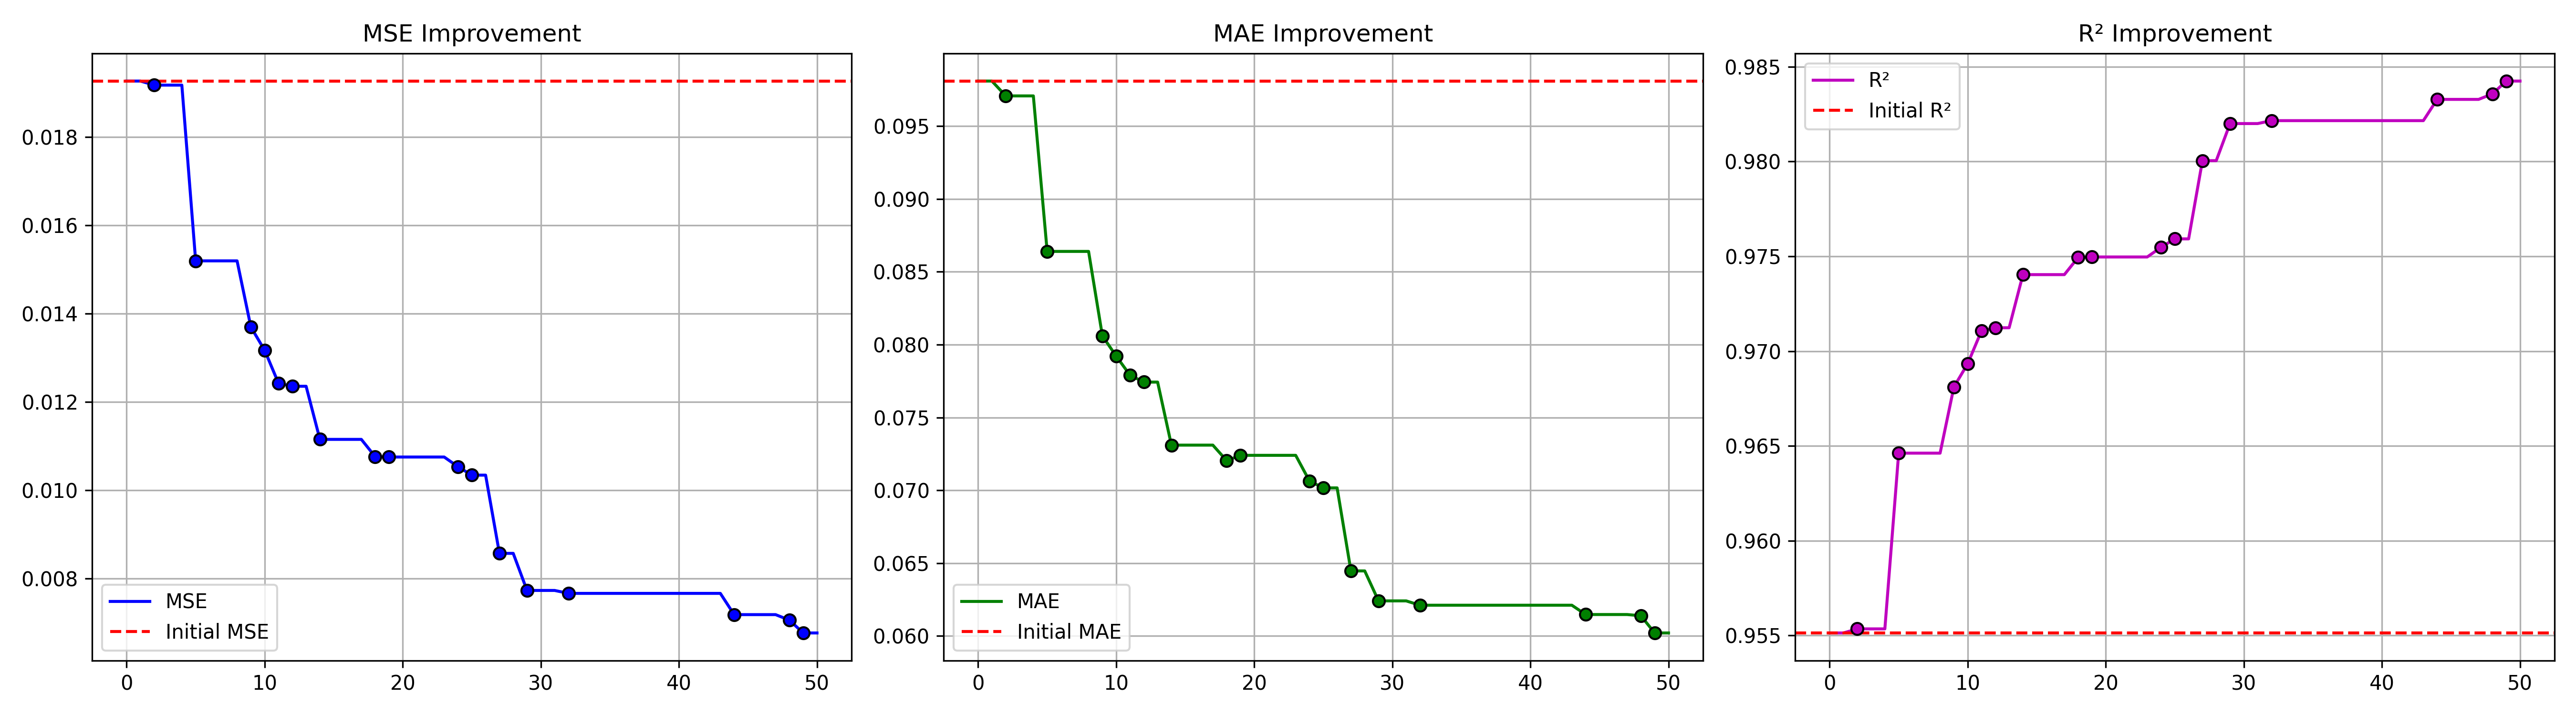 MSE Improvement
0.018
0.016
0.014
0.012
0.010
0.008
MSE
Initial MSE
0 10 20 30 40 50
MAE Improvement
0.095
0.090
0.085
0.080
0.075
0.070
0.065
0.060
MAE
Initial MAE
0 10 20 30 40 50
R² Improvement
0.985
0.980
0.975
0.970
0.965
0.960
0.955
R²
Initial R²
0 10 20 30 40 50